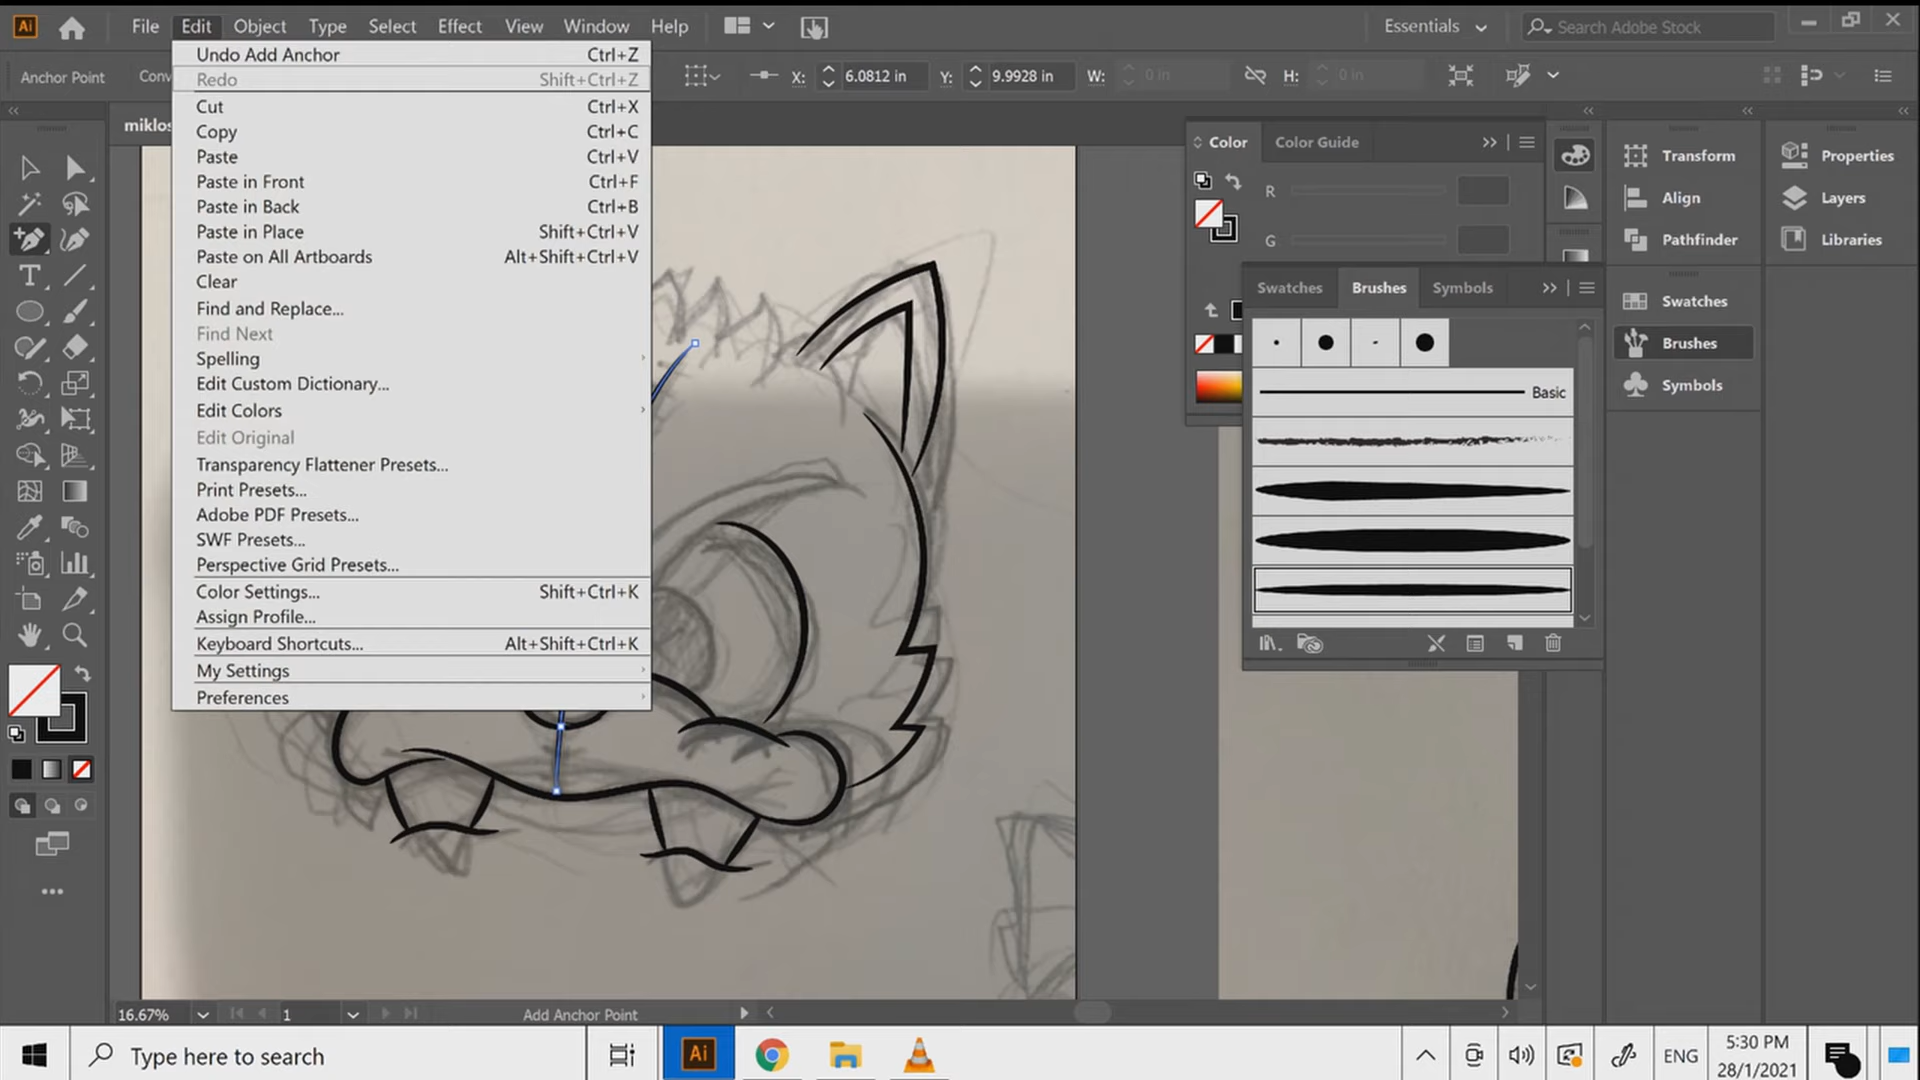 Ai File Edit Object Type Select Effect View Window Help Essentials Search Adobe Stock
Anchor Point X: 6.0812 in Y: 9.9928 in W: 0 in H: 0 in
Undo Add Anchor Ctrl+Z
Redo Shift+Ctrl+Z
Cut Ctrl+X
Copy Ctrl+C
Paste Ctrl+V
Paste in Front Ctrl+F
Paste in Back Ctrl+B
Paste in Place Shift+Ctrl+V
Paste on All Artboards Alt+Shift+Ctrl+V
Clear
Find and Replace...
Find Next
Spelling
Edit Custom Dictionary...
Edit Colors
Edit Original
Transparency Flattener Presets...
Print Presets...
Adobe PDF Presets...
SWF Presets...
Perspective Grid Presets...
Color Settings... Shift+Ctrl+K
Assign Profile...
Keyboard Shortcuts... Alt+Shift+Ctrl+K
My Settings
Preferences
Color Color Guide
R
G
Swatches Brushes Symbols
Basic
Transform
Align
Pathfinder
Swatches
Brushes
Symbols
Properties
Layers
Libraries
16.67% 1 Add Anchor Point
Type here to search
Ai
ENG
5:30 PM
28/1/2021